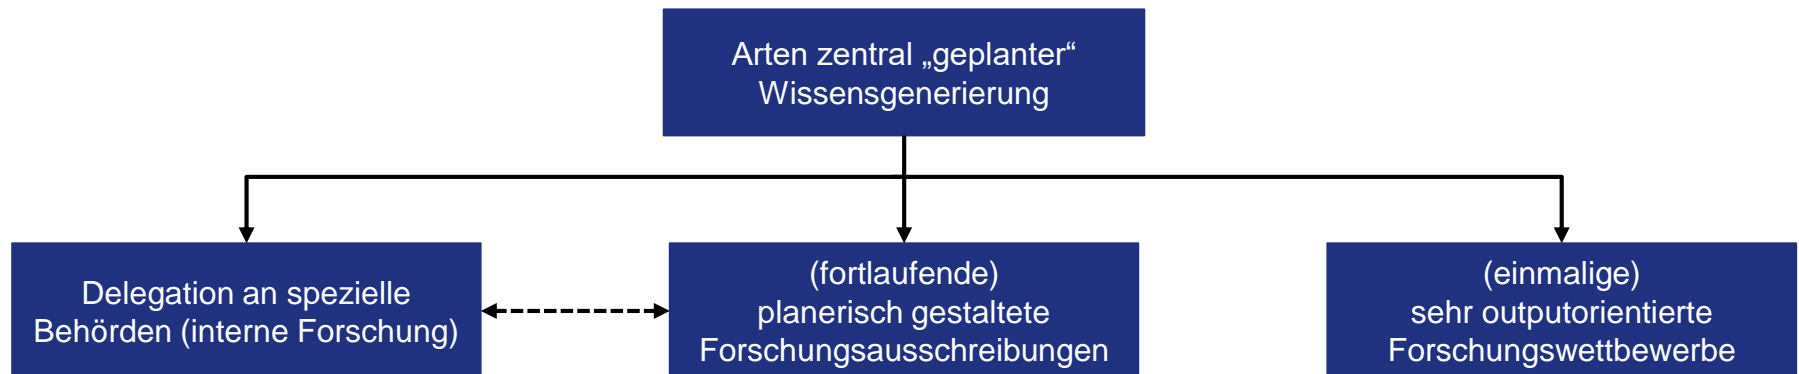 Arten zentral „geplanter“
Wissensgenerierung
Delegation an spezielle
Behörden (interne Forschung)
(fortlaufende)
planerisch gestaltete
Forschungsausschreibungen
(einmalige)
sehr outputorientierte
Forschungswettbewerbe